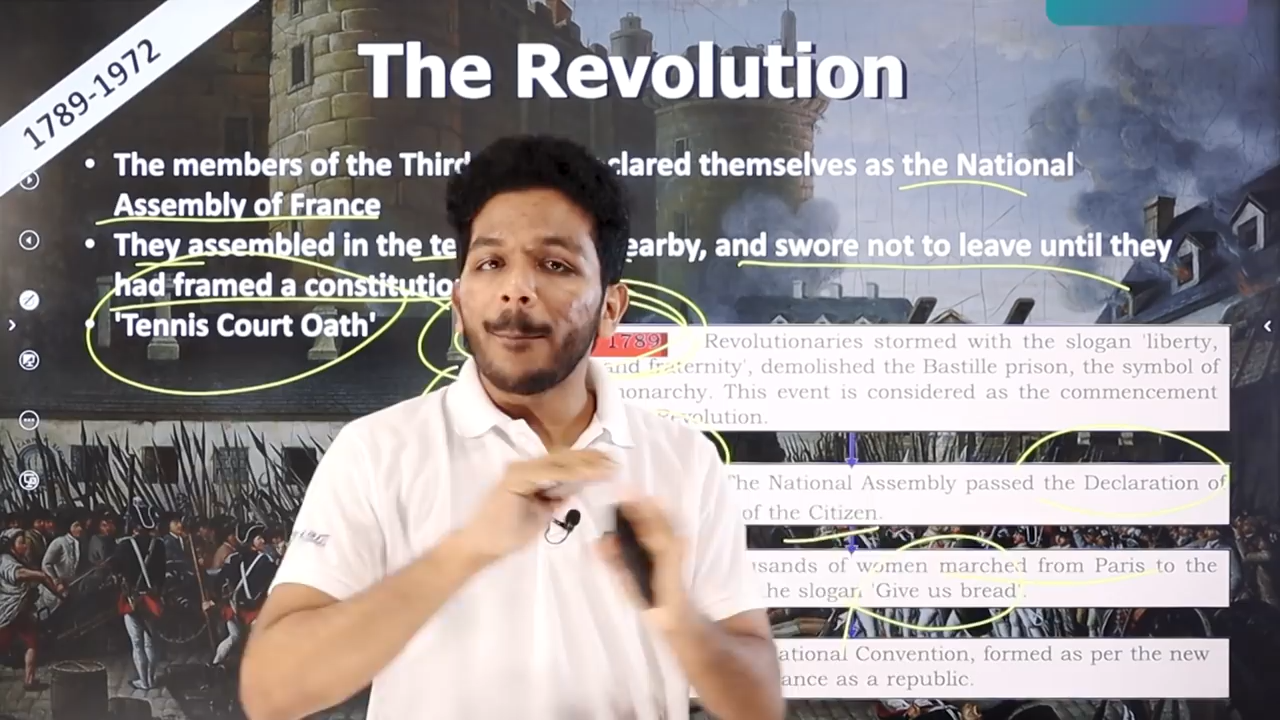 1789-1972
The Revolution
• The members of the Third clared themselves as the National
Assembly of France
• They assembled in the te earby, and swore not to leave until they
had framed a constitutio
• 'Tennis Court Oath'
1789 Revolutionaries stormed with the slogan 'liberty,
and fraternity', demolished the Bastille prison, the symbol of
monarchy. This event is considered as the commencement
Revolution.
The National Assembly passed the Declaration of
of the Citizen.
usands of women marched from Paris to the
he slogan 'Give us bread'.
ational Convention, formed as per the new
ance as a republic.